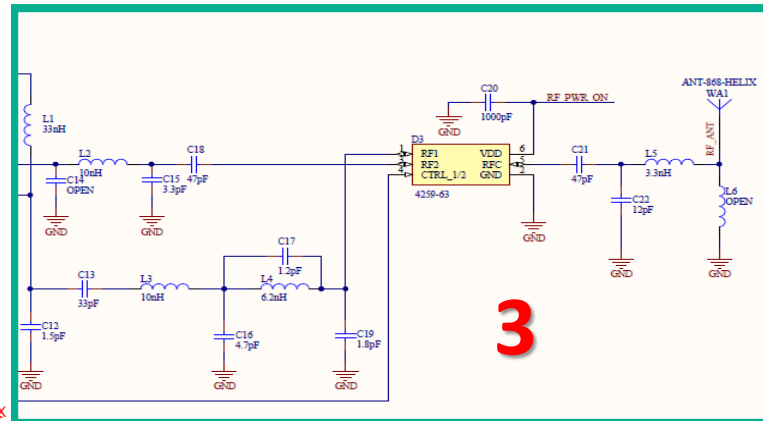 ANT-868-HELIX
WA1
C20
RF_PWR_ON
1000pF
GND
L1
33nH
D3
RF_ANT
L2
10nH
C18
47pF
1
RF1
VDD
6
3
RF2
RFC
5
4
CTRL_1/2
GND
2
4259-63
C21
47pF
L5
3.3nH
C14
OPEN
C15
3.3pF
C22
12pF
L6
OPEN
GND
GND
GND
GND
GND
C17
1.2pF
C13
33pF
L3
10nH
L4
6.2nH
C12
1.5pF
C16
4.7pF
C19
1.8pF
GND
GND
GND
3
x